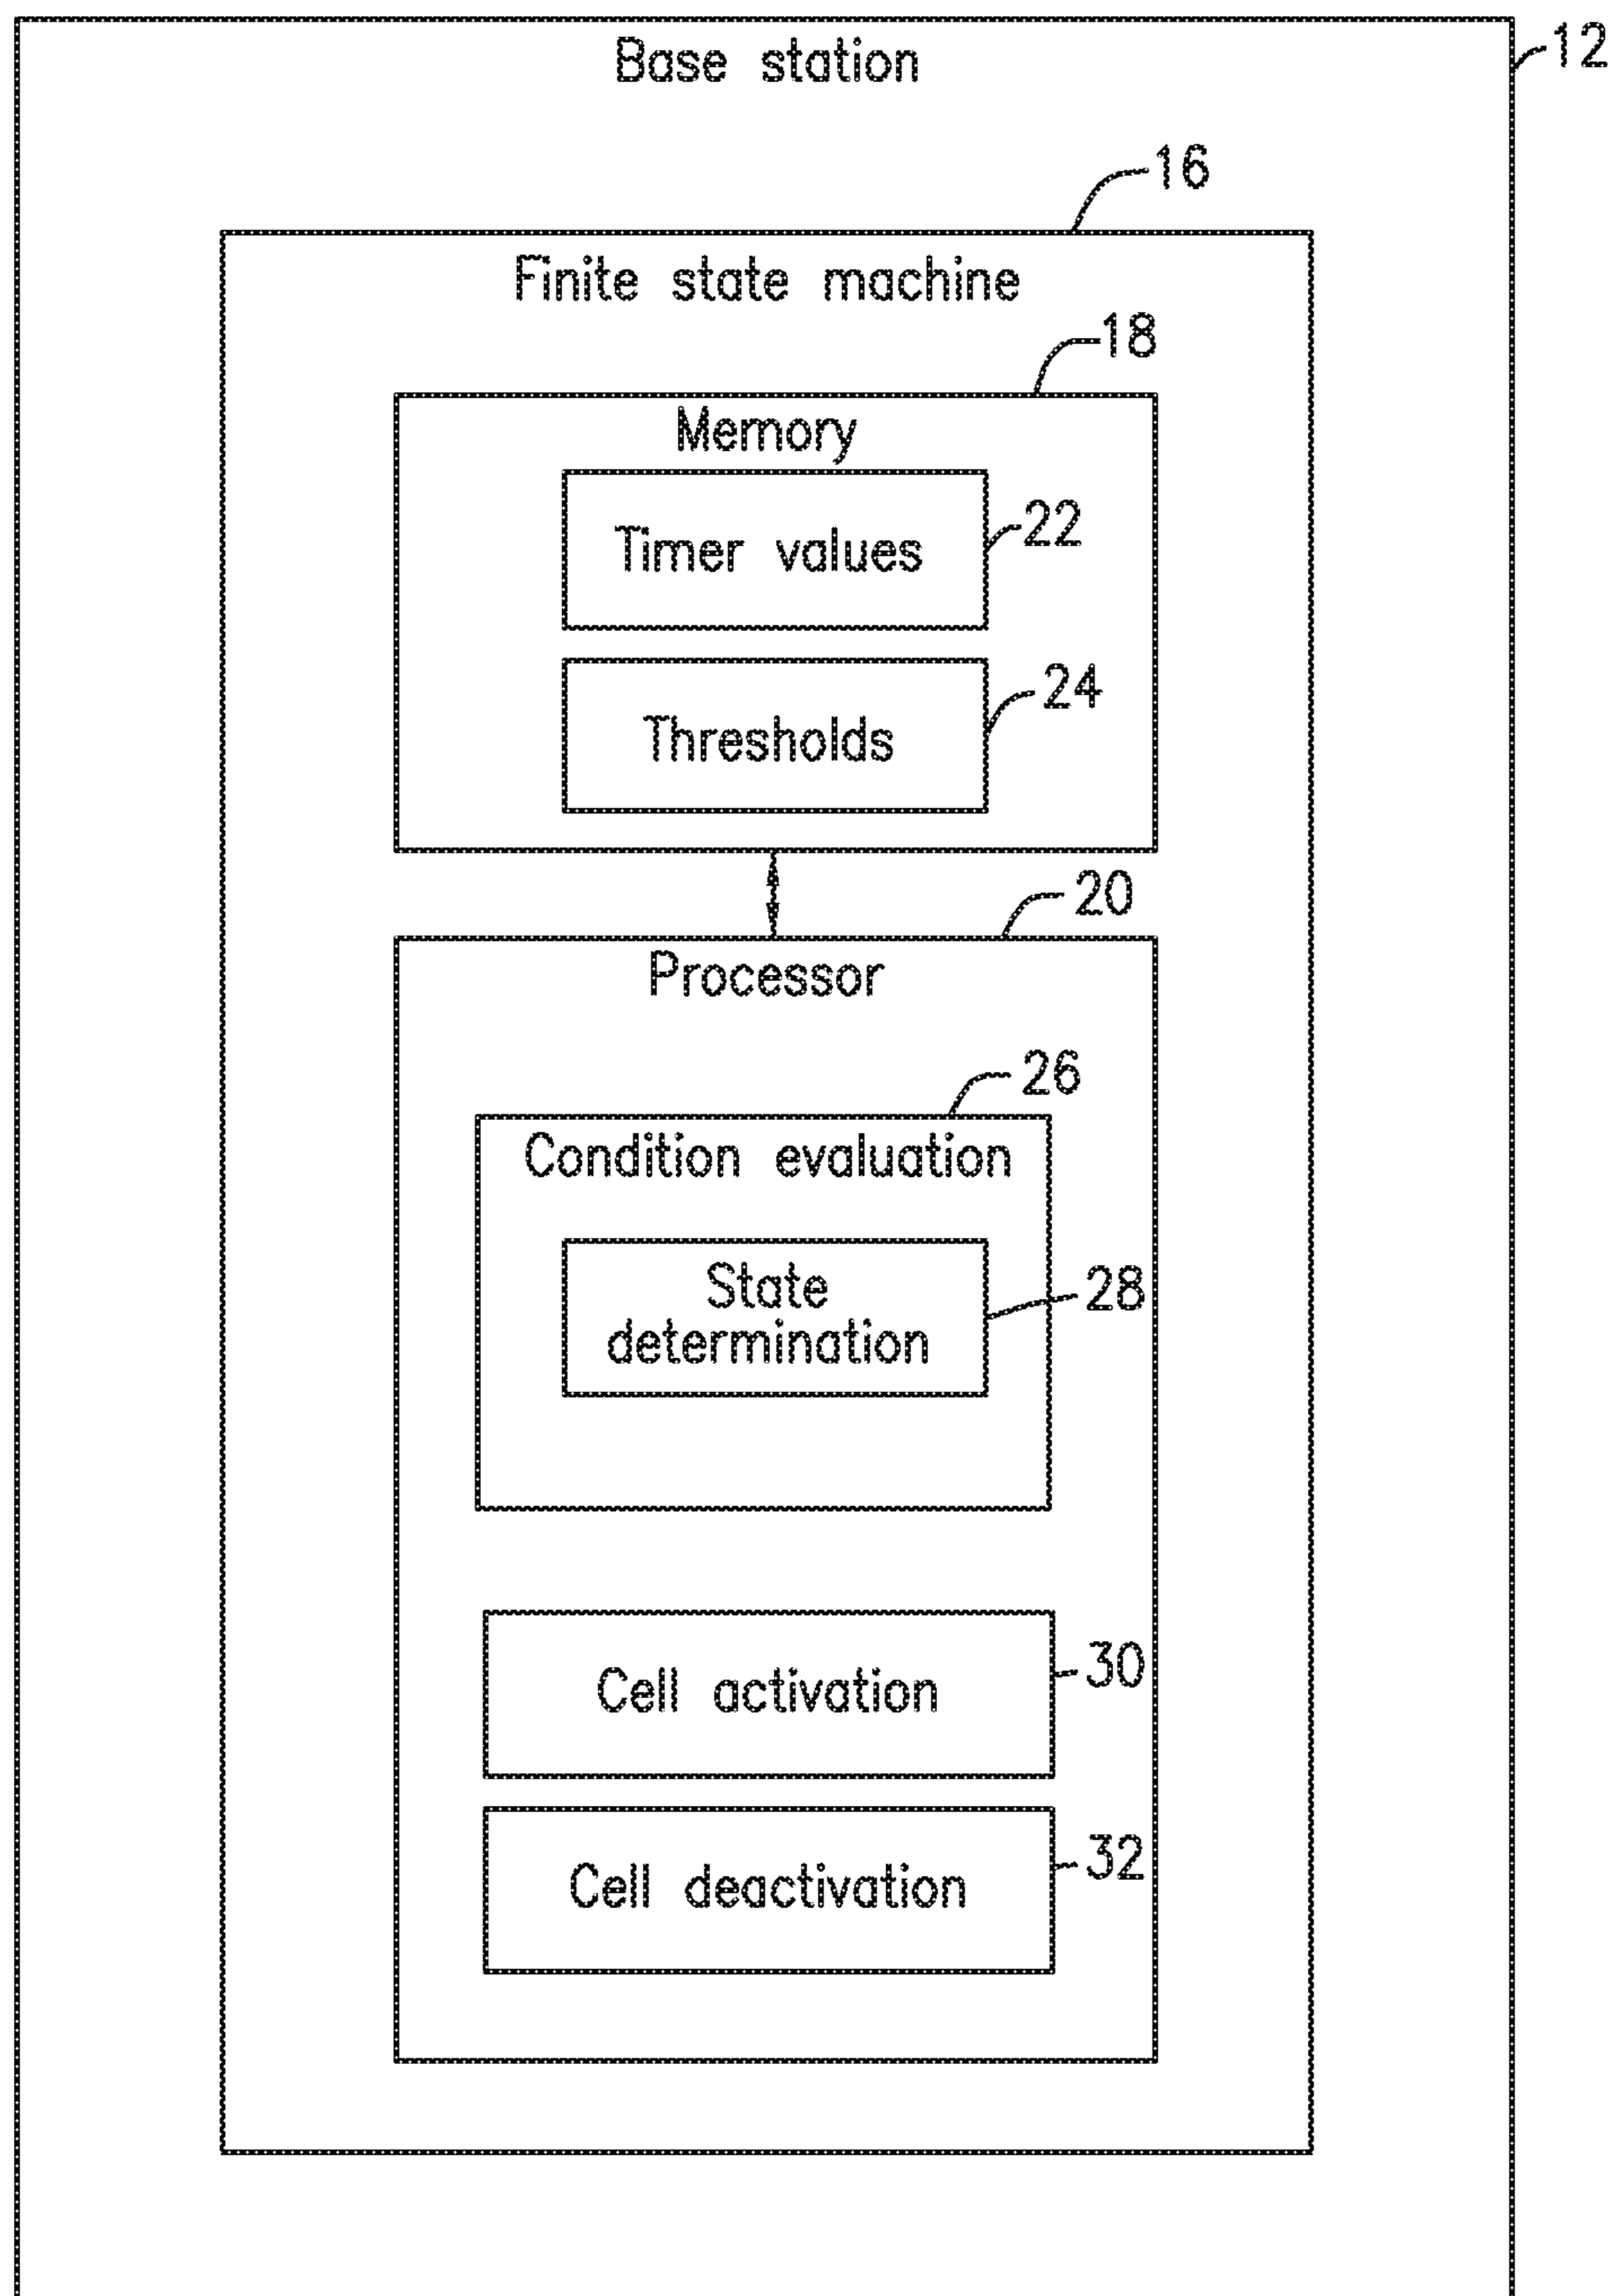 Base station
12
16
Finite state machine
18
Memory
Timer values
22
Thresholds
24
20
Processor
26
Condition evaluation
State
determination
28
Cell activation
30
Cell deactivation
32